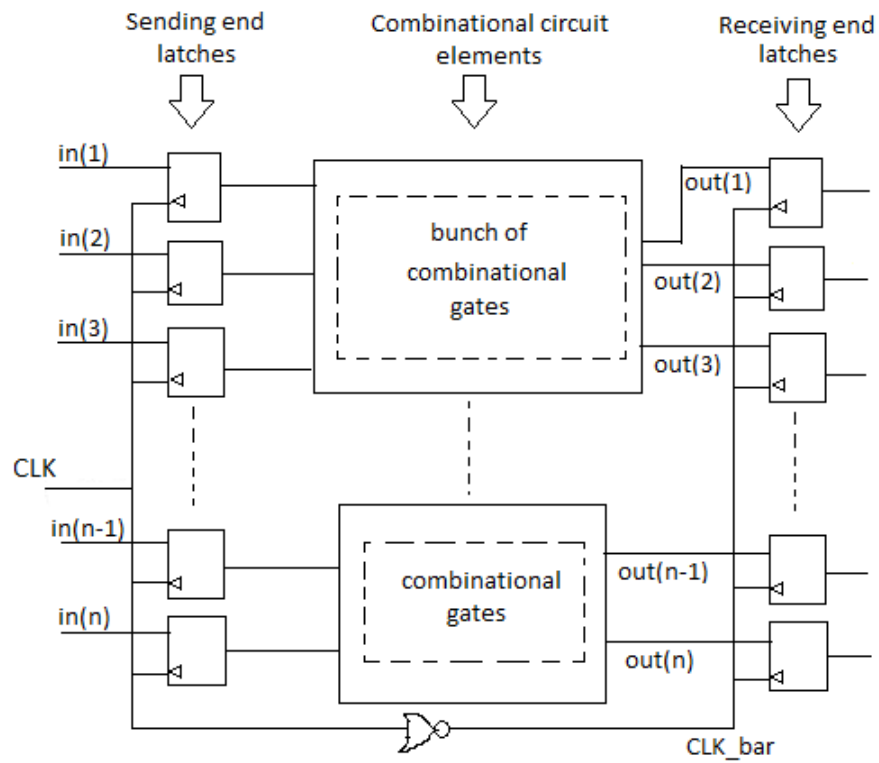 Sending end
latches
Combinational circuit
elements
Receiving end
latches
in(1)
in(2)
in(3)
CLK
in(n-1)
in(n)
bunch of
combinational
gates
combinational
gates
out(1)
out(2)
out(3)
out(n-1)
out(n)
CLK_bar